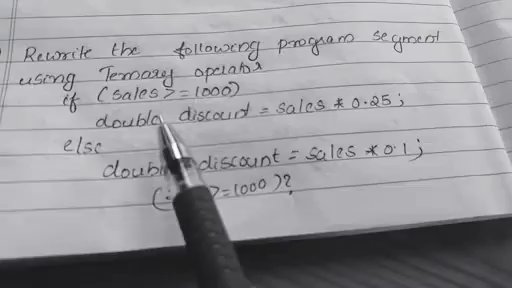 Rewrite the following program segment
using Ternary operator
if (sales >= 1000)
double discount = sales * 0.25;
else
discount = sales * 0.1;
>= 1000)?